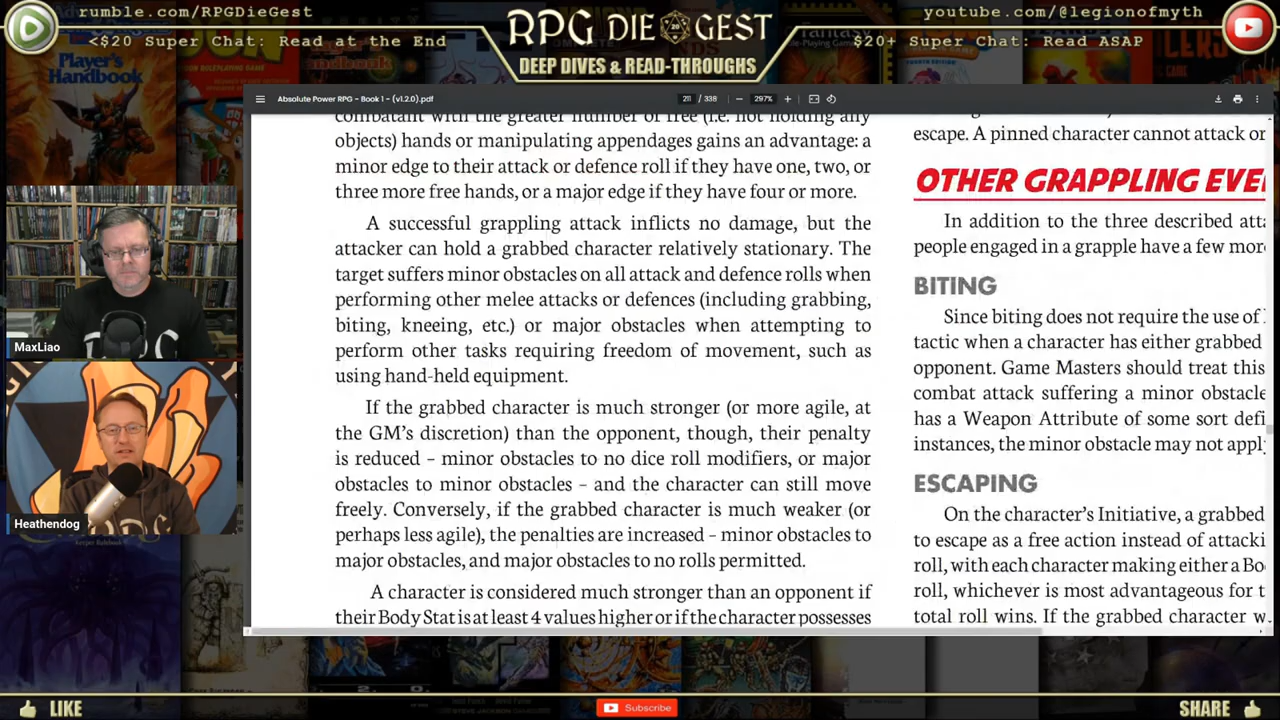 rumble.com/RPGDieGest
<$20 Super Chat: Read at the End
RPG DIE GEST
DEEP DIVES & READ-THROUGHS
youtube.com/@legionofmyth
$20+ Super Chat: Read ASAP
Player's
Handbook
Absolute Power RPG - Book 1 - (v1.2.0).pdf
211 / 338
297%
combatant with the greater number of free (i.e. not holding any
objects) hands or manipulating appendages gains an advantage: a
minor edge to their attack or defence roll if they have one, two, or
three more free hands, or a major edge if they have four or more.
A successful grappling attack inflicts no damage, but the
attacker can hold a grabbed character relatively stationary. The
target suffers minor obstacles on all attack and defence rolls when
performing other melee attacks or defences (including grabbing,
biting, kneeing, etc.) or major obstacles when attempting to
perform other tasks requiring freedom of movement, such as
using hand-held equipment.
If the grabbed character is much stronger (or more agile, at
the GM's discretion) than the opponent, though, their penalty
is reduced – minor obstacles to no dice roll modifiers, or major
obstacles to minor obstacles – and the character can still move
freely. Conversely, if the grabbed character is much weaker (or
perhaps less agile), the penalties are increased – minor obstacles to
major obstacles, and major obstacles to no rolls permitted.
A character is considered much stronger than an opponent if
their Body Stat is at least 4 values higher or if the character possesses
escape. A pinned character cannot attack or
OTHER GRAPPLING EVE
In addition to the three described att
people engaged in a grapple have a few mor
BITING
Since biting does not require the use of
tactic when a character has either grabbed
opponent. Game Masters should treat this
combat attack suffering a minor obstacle
has a Weapon Attribute of some sort defi
instances, the minor obstacle may not appl
ESCAPING
On the character's Initiative, a grabbed
to escape as a free action instead of attacki
roll, with each character making either a Bo
roll, whichever is most advantageous for t
total roll wins. If the grabbed character w
MaxLiao
Heathendog
LIKE
Subscribe
SHARE